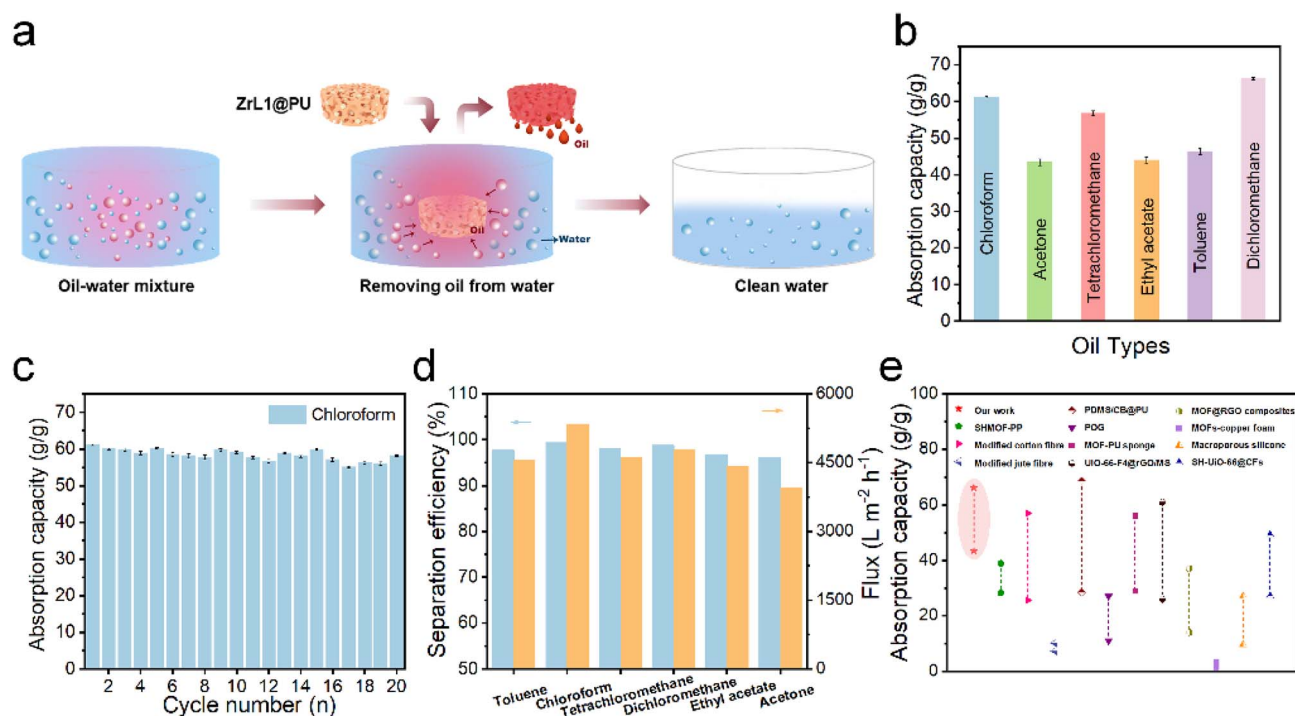 a
ZrL1@PU
Oil
Oil
Water
Oil-water mixture
Removing oil from water
Clean water
b
Absorption capacity (g/g)
70
60
50
40
30
20
10
0
Chloroform
Acetone
Tetrachloromethane
Ethyl acetate
Toluene
Dichloromethane
Oil Types
c
Absorption capacity (g/g)
70
60
50
40
30
20
10
0
Chloroform
2 4 6 8 10 12 14 16 18 20
Cycle number (n)
d
Separation efficiency (%)
110
100
90
80
70
60
50
6000
4500
3000
1500
0
Flux (L m⁻² h⁻¹)
Toluene
Chloroform
Tetrachloromethane
Dichloromethane
Ethyl acetate
Acetone
e
Absorption capacity (g/g)
100
80
60
40
20
0
Our work
SHMOF-PP
Modified cotton fibre
Modified jute fibre
PDMS/CB@PU
POG
MOF-PU sponge
UIO-66-F4@rGO/MS
MOF@RGO composites
MOFs-copper foam
Macroporous silicone
SH-UiO-66@CFs